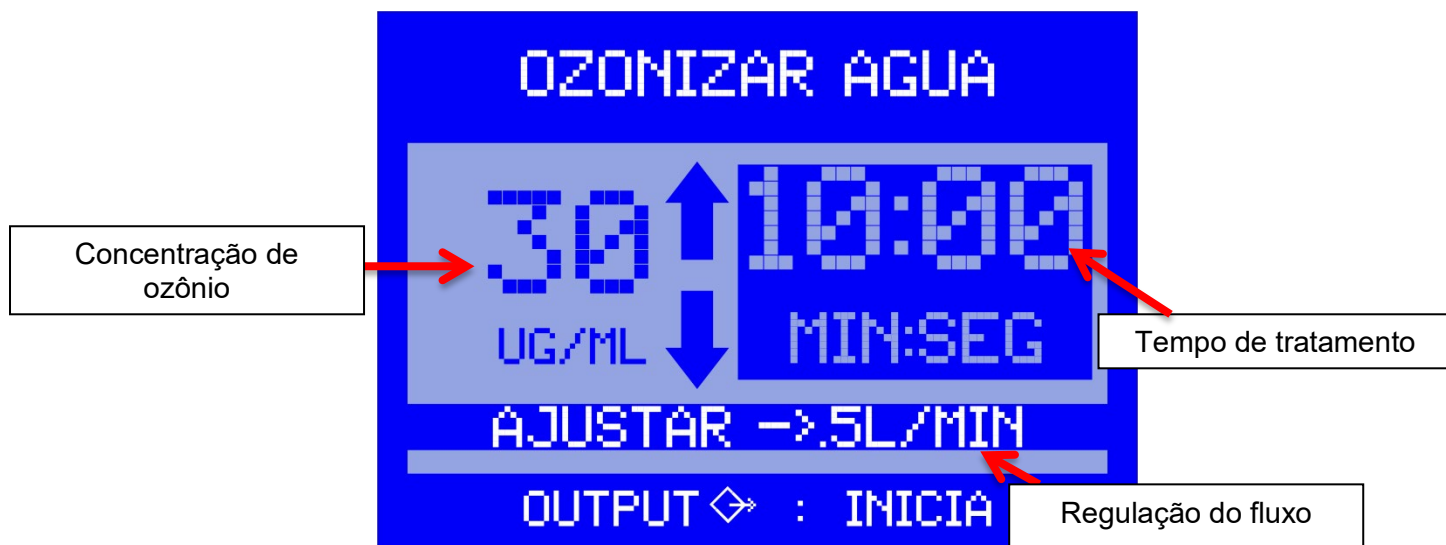 OZONIZAR AGUA
30
UG/ML
10:00
MIN:SEG
AJUSTAR ->.5L/MIN
OUTPUT : INICIA
Concentração de
ozônio
Tempo de tratamento
Regulação do fluxo